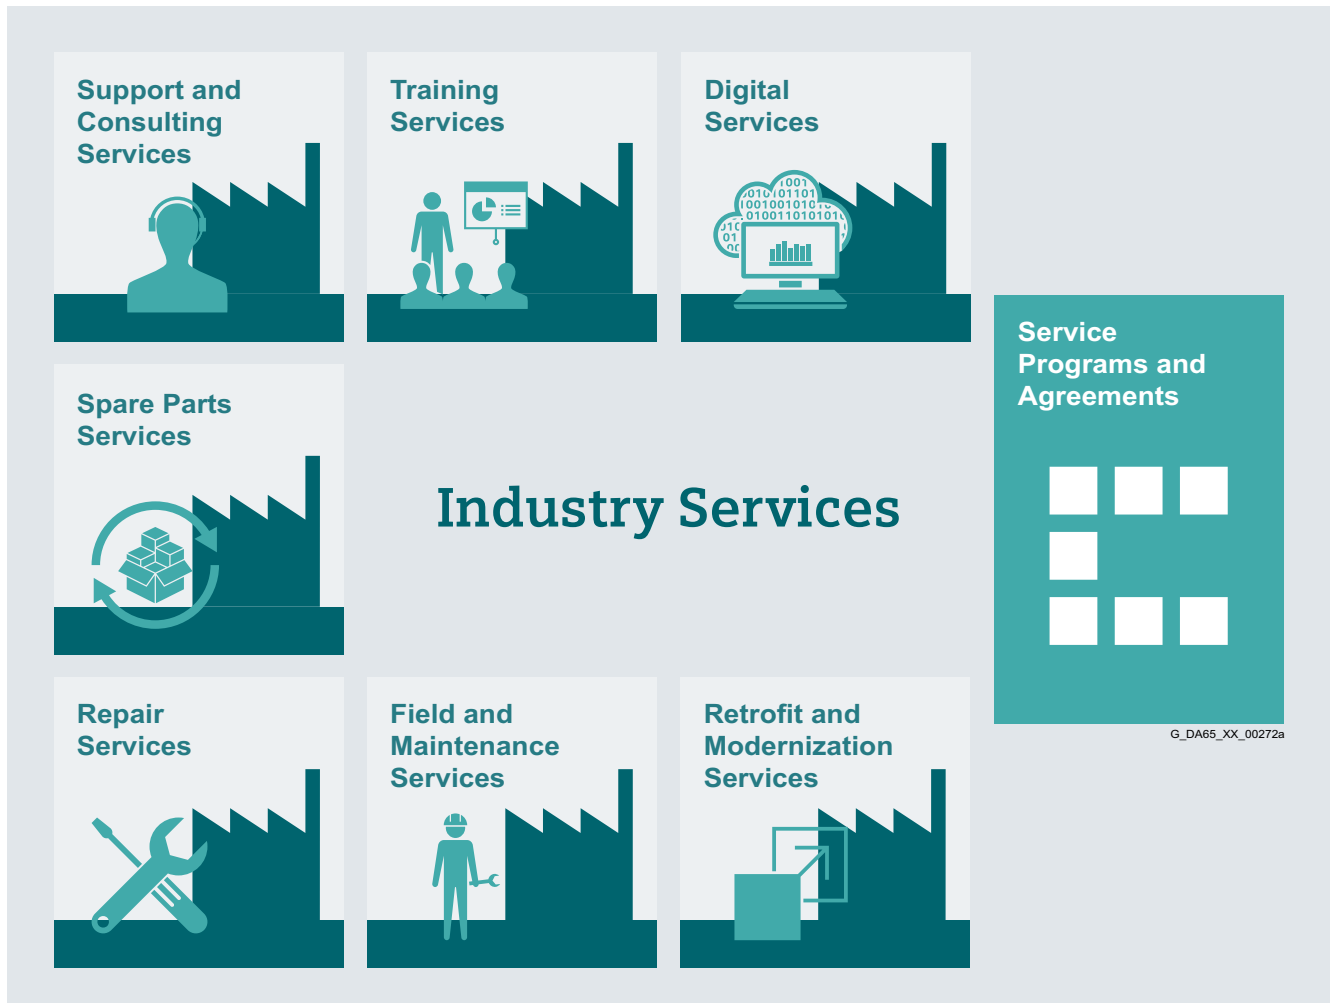 Support and
Consulting
Services
Training
Services
Digital
Services
Service
Programs and
Agreements
Spare Parts
Services
Industry Services
Repair
Services
Field and
Maintenance
Services
Retrofit and
Modernization
Services
G_DA65_XX_00272a